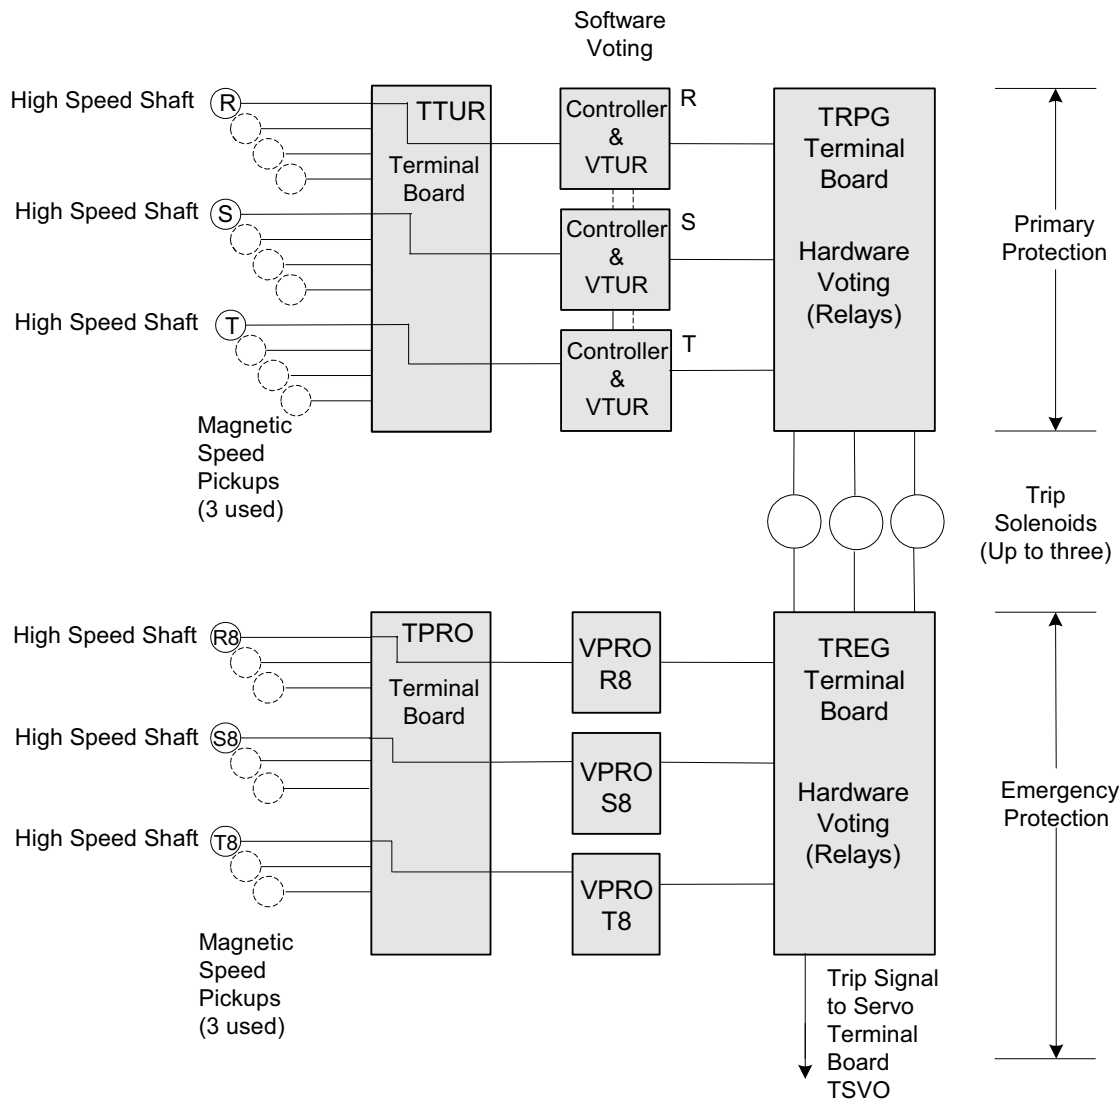 Software
Voting
High Speed Shaft
R
TTUR
Terminal
Board
Controller
&
VTUR
R
TRPG
Terminal
Board
Hardware
Voting
(Relays)
Primary
Protection
High Speed Shaft
S
Controller
&
VTUR
S
High Speed Shaft
T
Controller
&
VTUR
T
Magnetic
Speed
Pickups
(3 used)
Trip
Solenoids
(Up to three)
High Speed Shaft
R8
TPRO
Terminal
Board
VPRO
R8
TREG
Terminal
Board
Hardware
Voting
(Relays)
Emergency
Protection
High Speed Shaft
S8
VPRO
S8
High Speed Shaft
T8
VPRO
T8
Magnetic
Speed
Pickups
(3 used)
Trip Signal
to Servo
Terminal
Board
TSVO